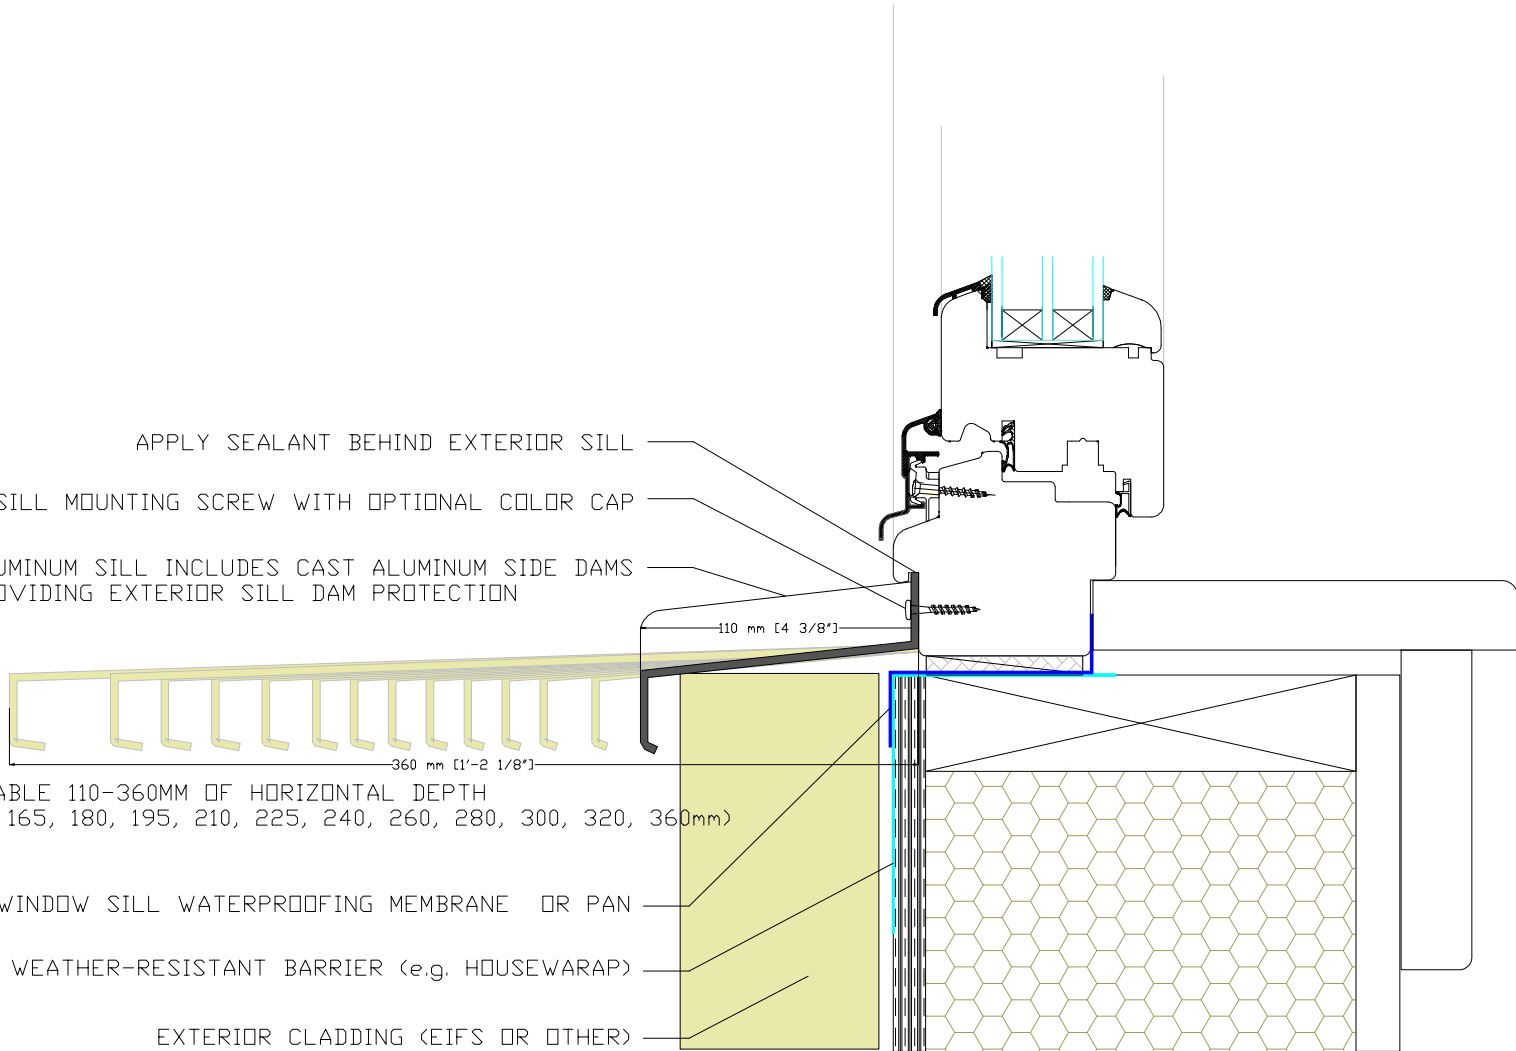 APPLY SEALANT BEHIND EXTERIOR SILL
SILL MOUNTING SCREW WITH OPTIONAL COLOR CAP
UMINUM SILL INCLUDES CAST ALUMINUM SIDE DAMS
OVIDING EXTERIOR SILL DAM PROTECTION
110 mm [4 3/8"]
360 mm [1'-2 1/8"]
ABLE 110-360MM OF HORIZONTAL DEPTH
165, 180, 195, 210, 225, 240, 260, 280, 300, 320, 360mm)
WINDOW SILL WATERPROOFING MEMBRANE OR PAN
WEATHER-RESISTANT BARRIER (e.g. HOUSEWARAP)
EXTERIOR CLADDING (EIFS OR OTHER)